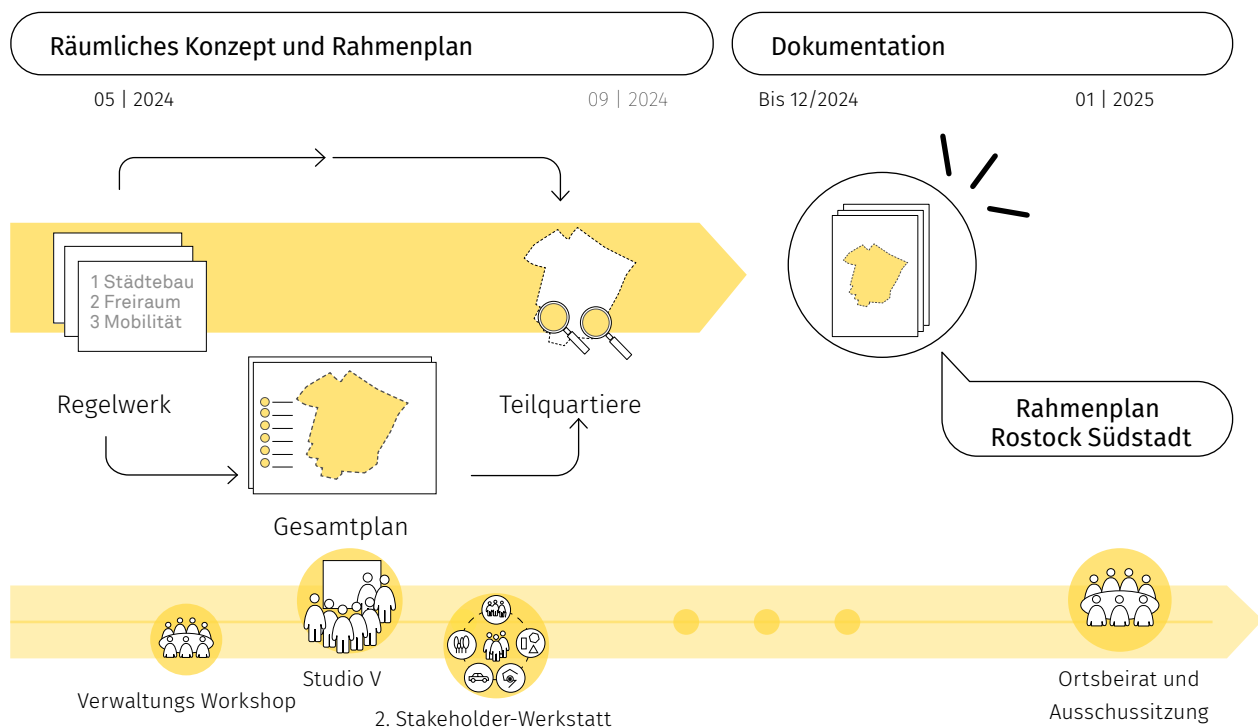 Räumliches Konzept und Rahmenplan
Dokumentation
05 | 2024
09 | 2024
Bis 12/2024
01 | 2025
1 Städtebau
2 Freiraum
3 Mobilität
Regelwerk
Teilquartiere
Gesamtplan
Rahmenplan
Rostock Südstadt
Verwaltungs Workshop
Studio V
2. Stakeholder-Werkstatt
Ortsbeirat und
Ausschussitzung